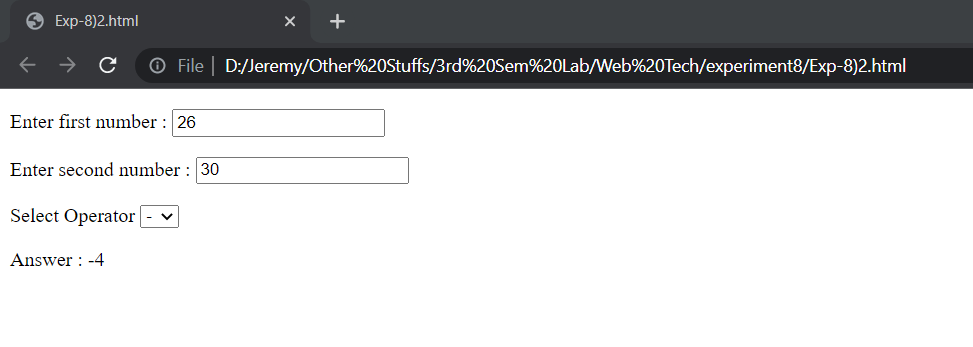 Exp-8)2.html
File | D:/Jeremy/Other%20Stuffs/3rd%20Sem%20Lab/Web%20Tech/experiment8/Exp-8)2.html
Enter first number : 26
Enter second number : 30
Select Operator -
Answer : -4